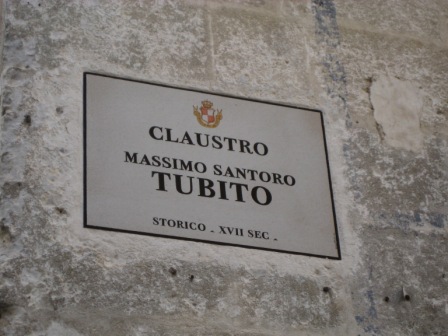 CLAUSTRO
MASSIMO SANTORO
TUBITO
STORICO - XVII SEC -